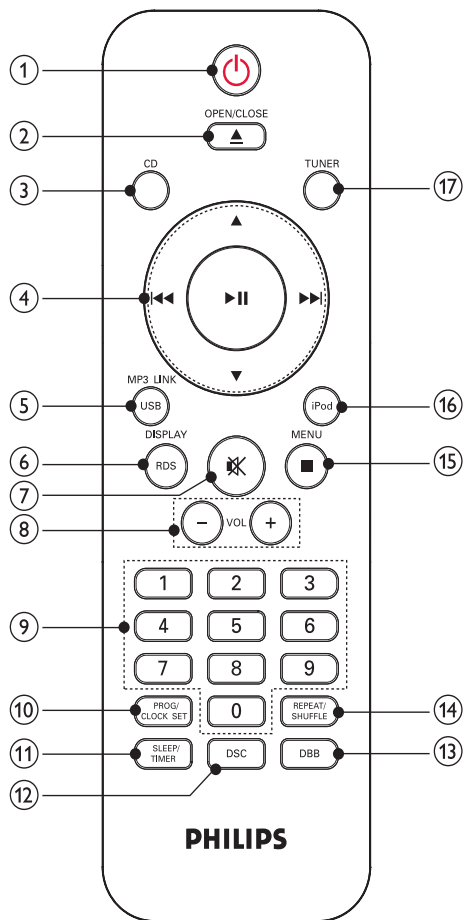 1
OPEN/CLOSE
2
CD
TUNER
3
17
4
MP3 LINK
USB
5
iPod
16
DISPLAY
RDS
6
MENU
15
7
− VOL +
8
1 2 3
4 5 6
9
7 8 9
PROG/
CLOCK SET
10
0
REPEAT/
SHUFFLE
14
SLEEP/
TIMER
11
DSC
DBB
13
12
PHILIPS